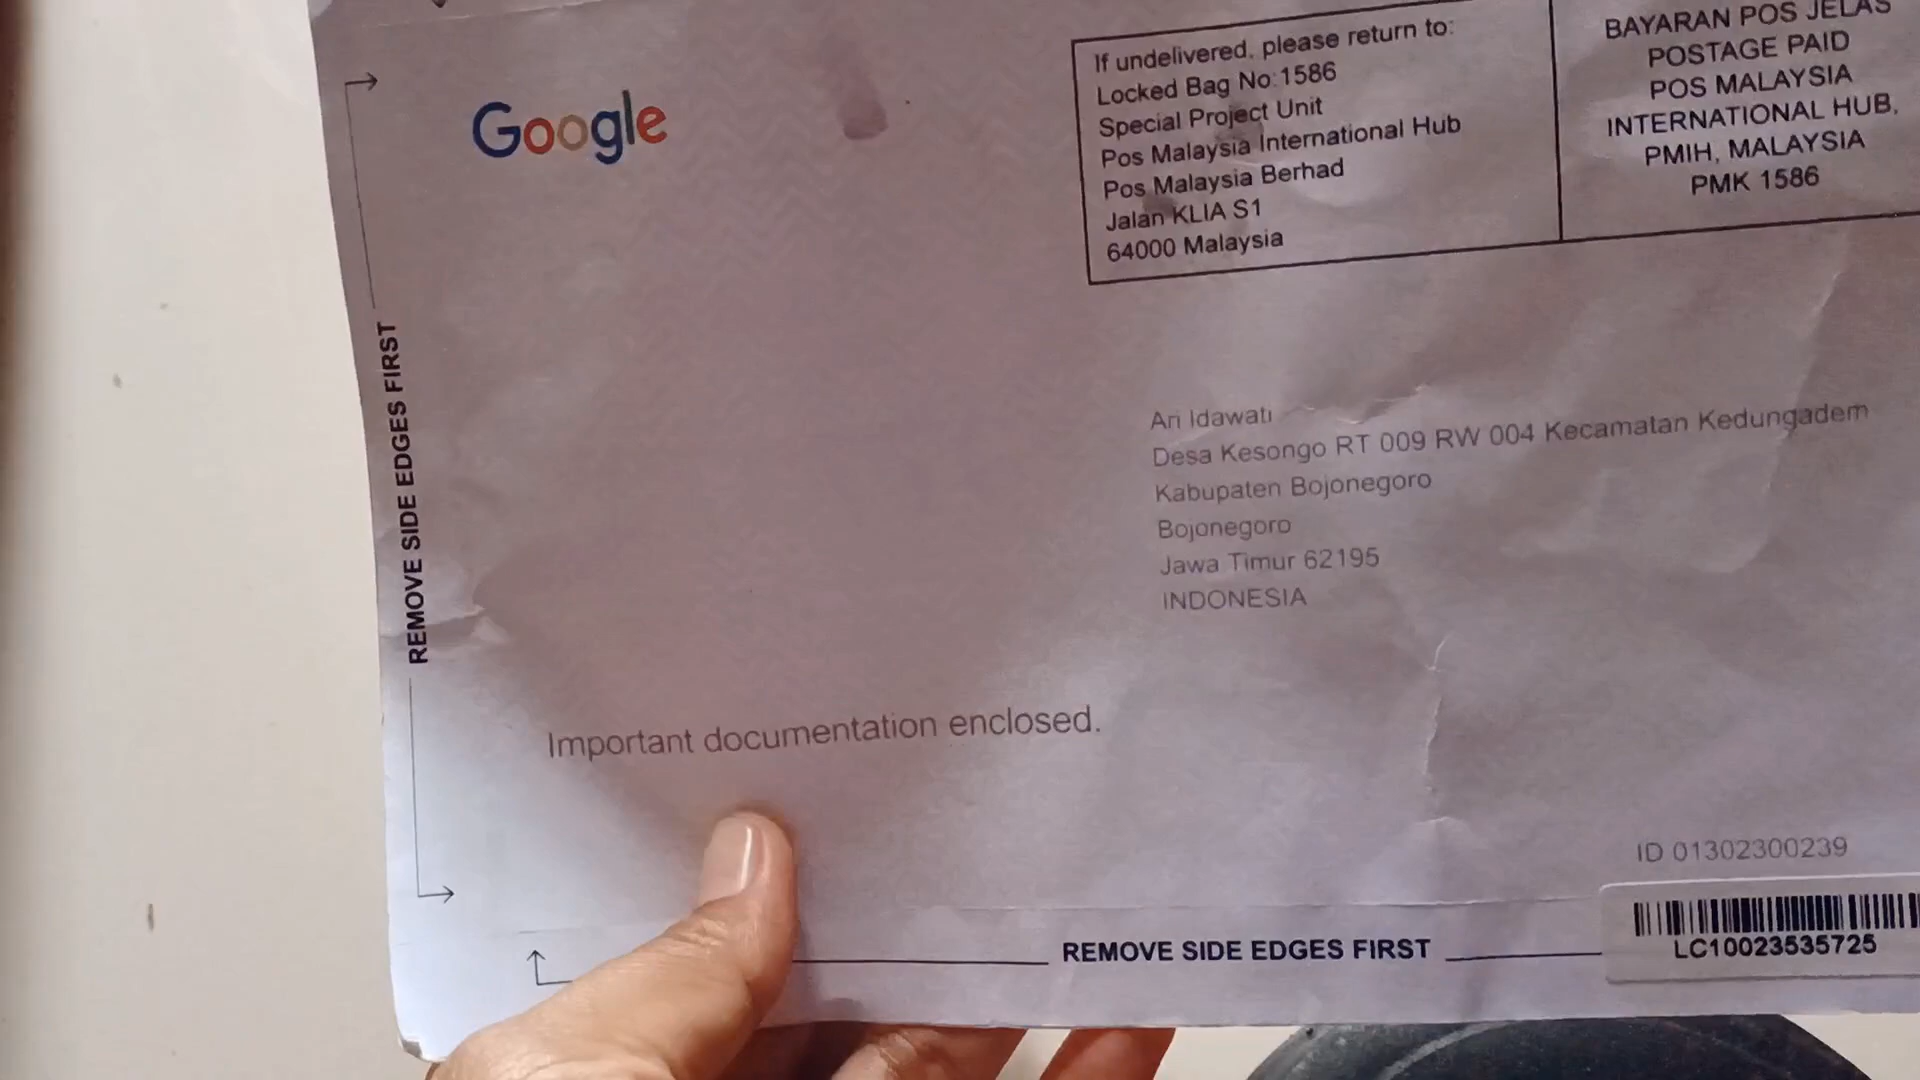 Google
If undelivered, please return to:
Locked Bag No:1586
Special Project Unit
Pos Malaysia International Hub
Pos Malaysia Berhad
Jalan KLIA S1
64000 Malaysia
BAYARAN POS JELAS
POSTAGE PAID
POS MALAYSIA
INTERNATIONAL HUB,
PMIH, MALAYSIA
PMK 1586
REMOVE SIDE EDGES FIRST
Ari Idawati
Desa Kesongo RT 009 RW 004 Kecamatan Kedungadem
Kabupaten Bojonegoro
Bojonegoro
Jawa Timur 62195
INDONESIA
Important documentation enclosed.
ID 01302300239
REMOVE SIDE EDGES FIRST
LC10023535725